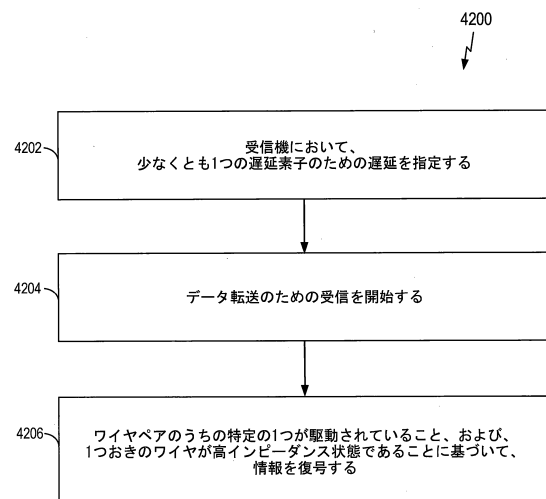 4200
4202
受信機において、
少なくとも1つの遅延素子のための遅延を指定する
4204
データ転送のための受信を開始する
4206
ワイヤペアのうちの特定の1つが駆動されていること、および、
1つおきのワイヤが高インピーダンス状態であることに基づいて、
情報を復号する